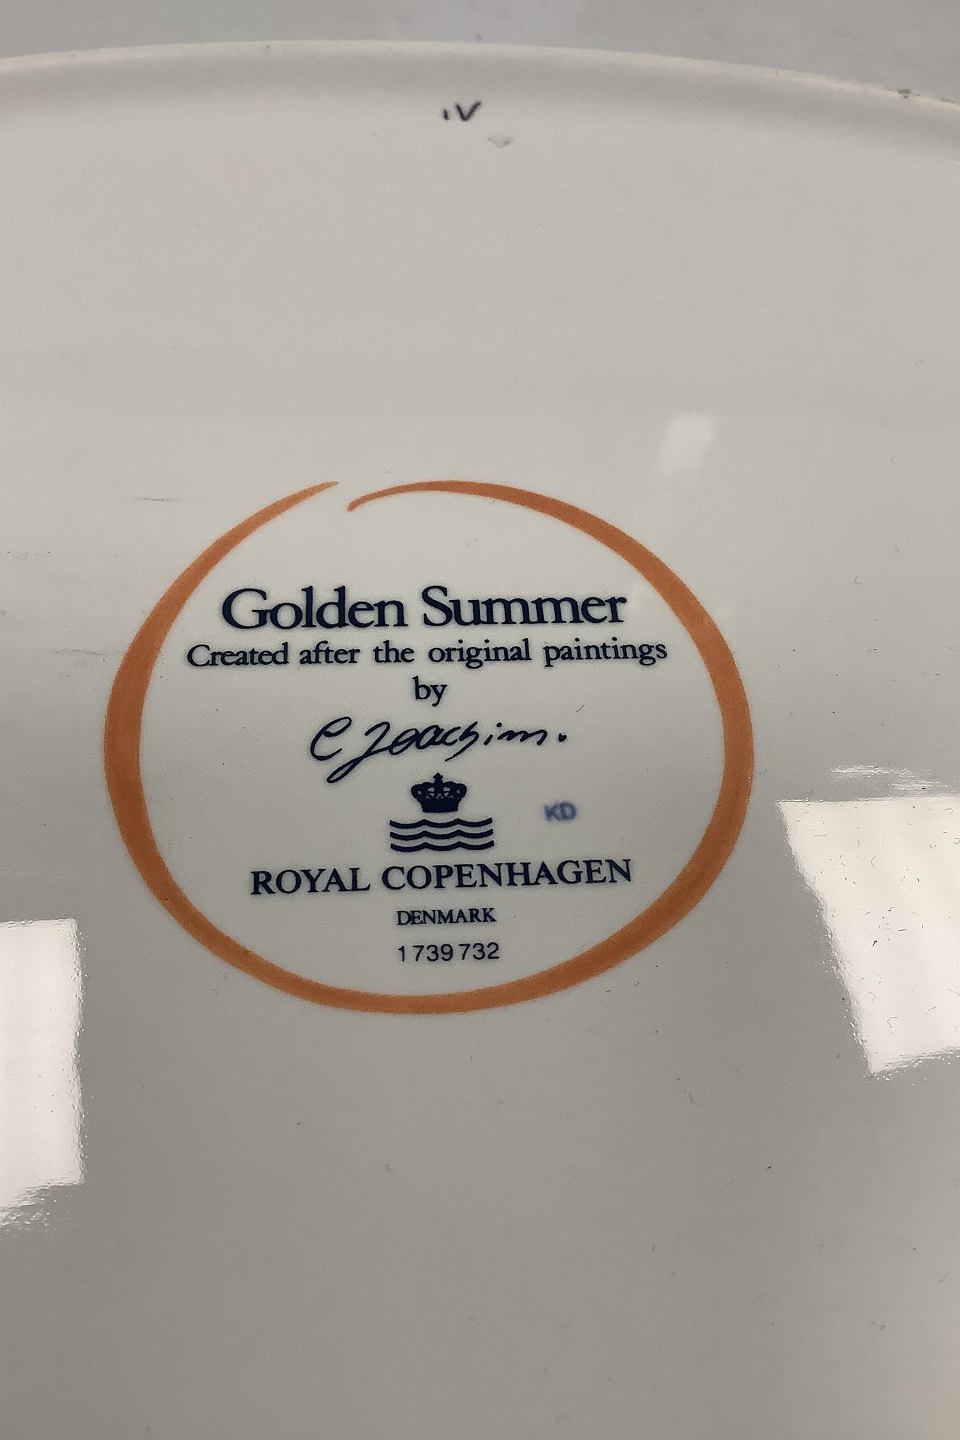 IV
Golden Summer
Created after the original paintings
by
C Joachim.
KD
ROYAL COPENHAGEN
DENMARK
1739732